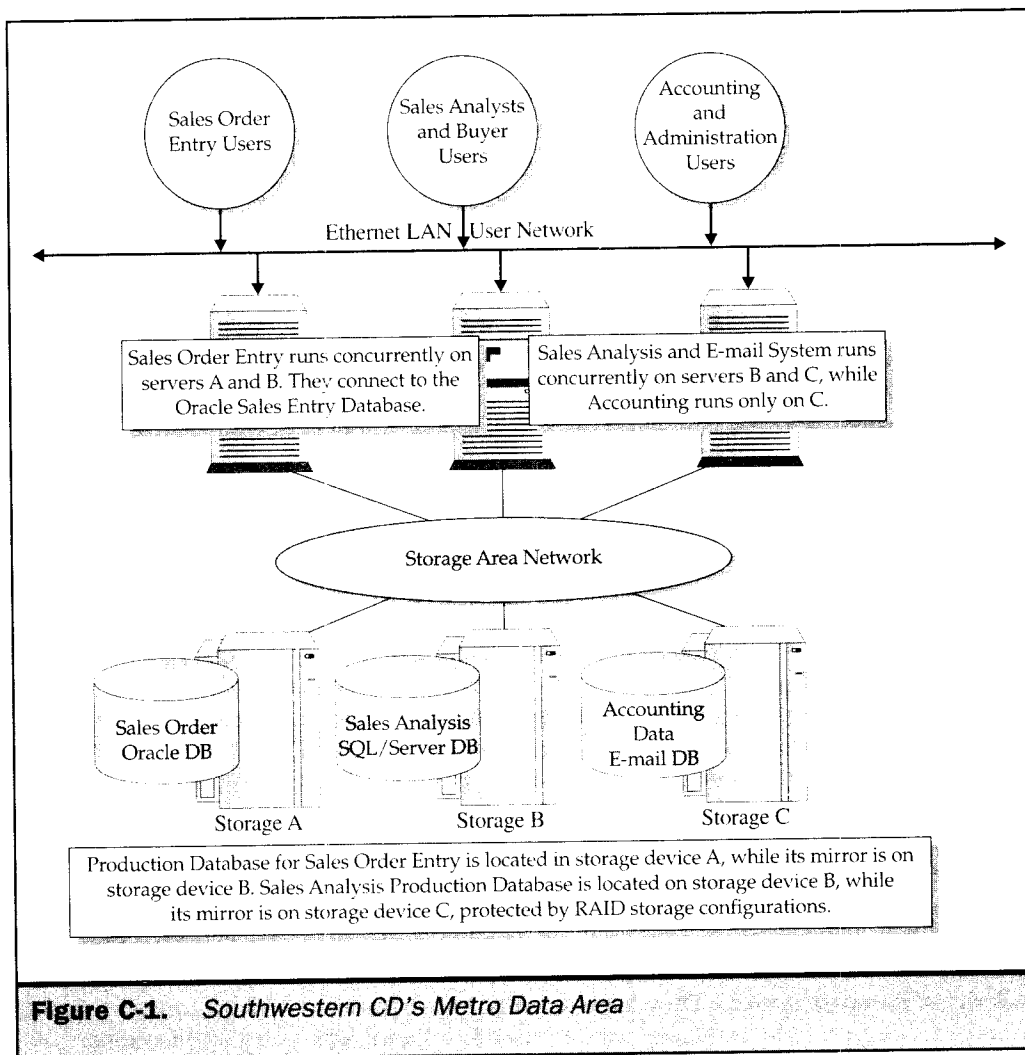 Sales Order
Entry Users
Sales Analysts
and Buyer
Users
Accounting
and
Administration
Users
Ethernet LAN User Network
Sales Order Entry runs concurrently on
servers A and B. They connect to the
Oracle Sales Entry Database.
Sales Analysis and E-mail System runs
concurrently on servers B and C, while
Accounting runs only on C.
Storage Area Network
Sales Order
Oracle DB
Sales Analysis
SQL/Server DB
Accounting
Data
E-mail DB
Storage A
Storage B
Storage C
Production Database for Sales Order Entry is located in storage device A, while its mirror is on
storage device B. Sales Analysis Production Database is located on storage device B, while
its mirror is on storage device C, protected by RAID storage configurations.
Figure C-1. Southwestern CD's Metro Data Area